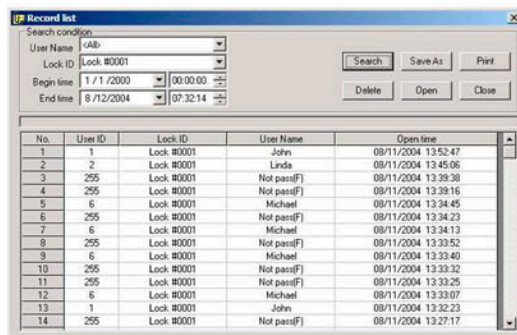 Record list
Search condition
User Name <All>
Lock ID Lock #0001
Begin time 1 / 1 /2000 00:00:00
End time 8 /12/2004 07:32:14
Search Save As Print
Delete Open Close
No. User ID Lock ID User Name Open time
1 1 Lock #0001 John 08/11/2004 13:52:47
2 2 Lock #0001 Linda 08/11/2004 13:45:06
3 255 Lock #0001 Not pass(F) 08/11/2004 13:39:38
4 255 Lock #0001 Not pass(F) 08/11/2004 13:39:16
5 6 Lock #0001 Michael 08/11/2004 13:34:45
6 255 Lock #0001 Not pass(F) 08/11/2004 13:34:23
7 6 Lock #0001 Michael 08/11/2004 13:34:13
8 255 Lock #0001 Not pass(F) 08/11/2004 13:33:52
9 6 Lock #0001 Michael 08/11/2004 13:33:40
10 255 Lock #0001 Not pass(F) 08/11/2004 13:33:32
11 255 Lock #0001 Not pass(F) 08/11/2004 13:33:25
12 6 Lock #0001 Michael 08/11/2004 13:33:07
13 1 Lock #0001 John 08/11/2004 13:32:23
14 255 Lock #0001 Not pass(F) 08/11/2004 13:27:17